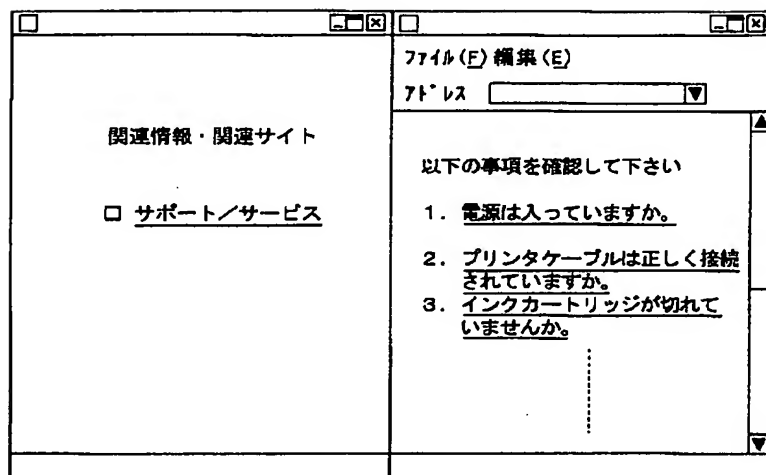 関連情報・関連サイト
サポート/サービス
ファイル(F) 編集(E)
アドレス
以下の事項を確認して下さい
1. 電源は入っていますか。
2. プリンタケーブルは正しく接続
されていますか。
3. インクカートリッジが切れて
いませんか。